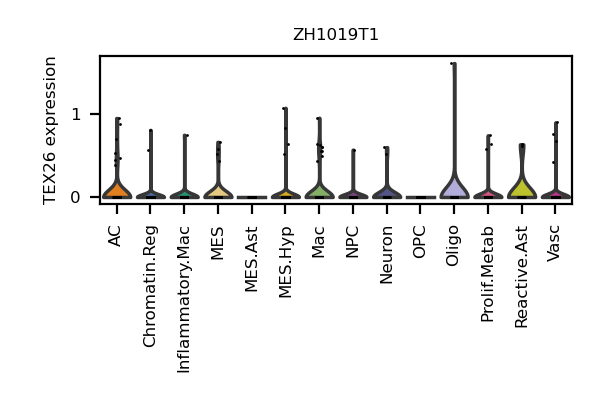 ZH1019T1
TEX26 expression
1
0
AC
Chromatin.Reg
Inflammatory.Mac
MES
MES.Ast
MES.Hyp
Mac
NPC
Neuron
OPC
Oligo
Prolif.Metab
Reactive.Ast
Vasc